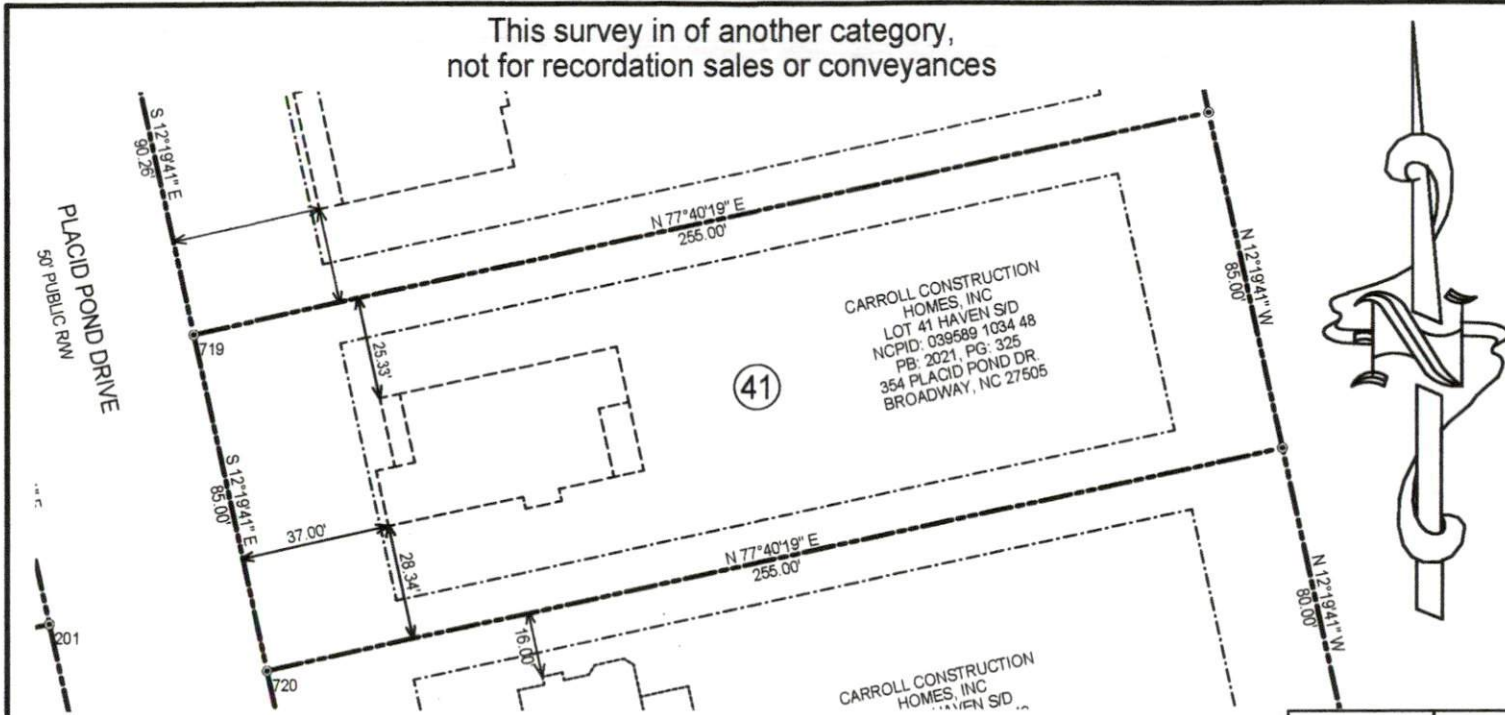 This survey in of another category,
not for recordation sales or conveyances
S 12°19'41" E
90.26'
PLACID POND DRIVE
50' PUBLIC R/W
719
N 77°40'19" E
255.00'
N 12°19'41" W
85.00'
CARROLL CONSTRUCTION
HOMES, INC
LOT 41 HAVEN S/D
NCPID: 039589 1034 48
PB: 2021, PG: 325
354 PLACID POND DR.
BROADWAY, NC 27505
41
25.33'
S 12°19'41" E
85.00'
37.00'
28.34'
N 77°40'19" E
255.00'
N 12°19'41" W
80.00'
201
720
16.00'
CARROLL CONSTRUCTION
HOMES, INC
HAVEN S/D
N